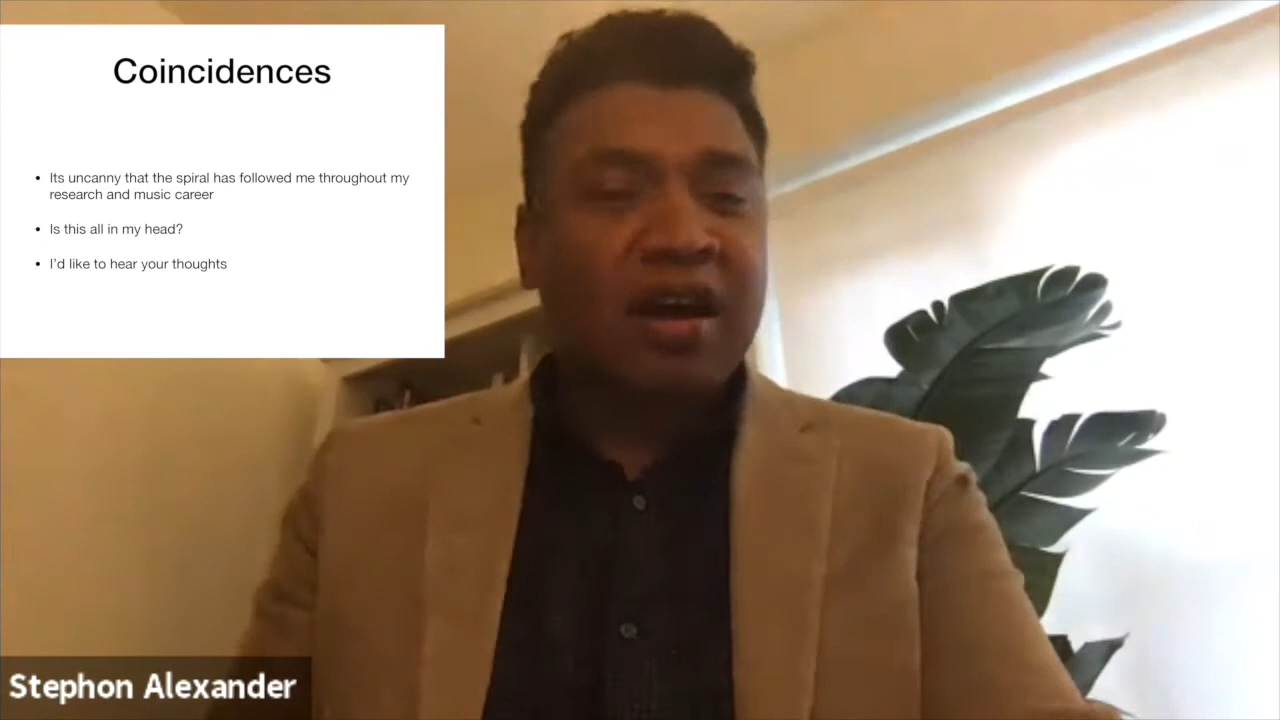 Coincidences
• Its uncanny that the spiral has followed me throughout my
research and music career
• Is this all in my head?
• I'd like to hear your thoughts
Stephon Alexander